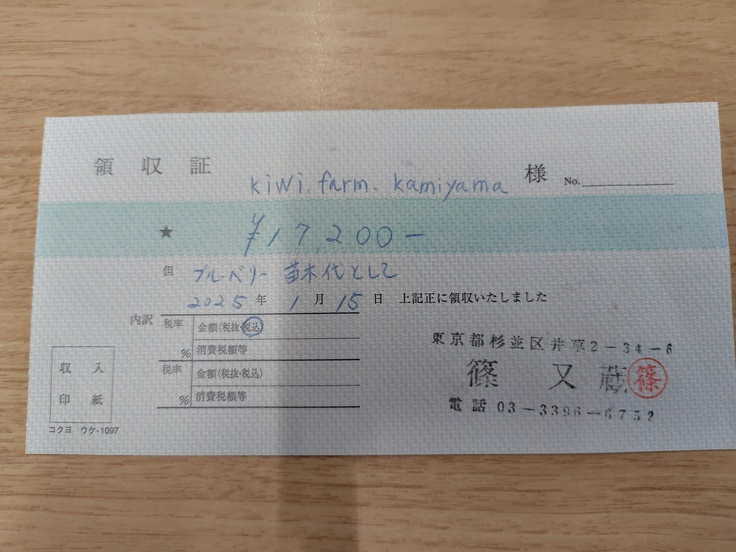 領収証
kiwi.farm.kamiyama 様 No.
★ ¥17,200-
但 ブルーベリー苗木代として
2025年1月15日 上記正に領収いたしました
内訳
税率 金額(税抜・税込)
% 消費税額等
税率 金額(税抜・税込)
% 消費税額等
収入
印紙
コクヨ ウケ-1097
東京都杉並区井草2-34-6
篠又蔵 篠
電話 03-3396-6752